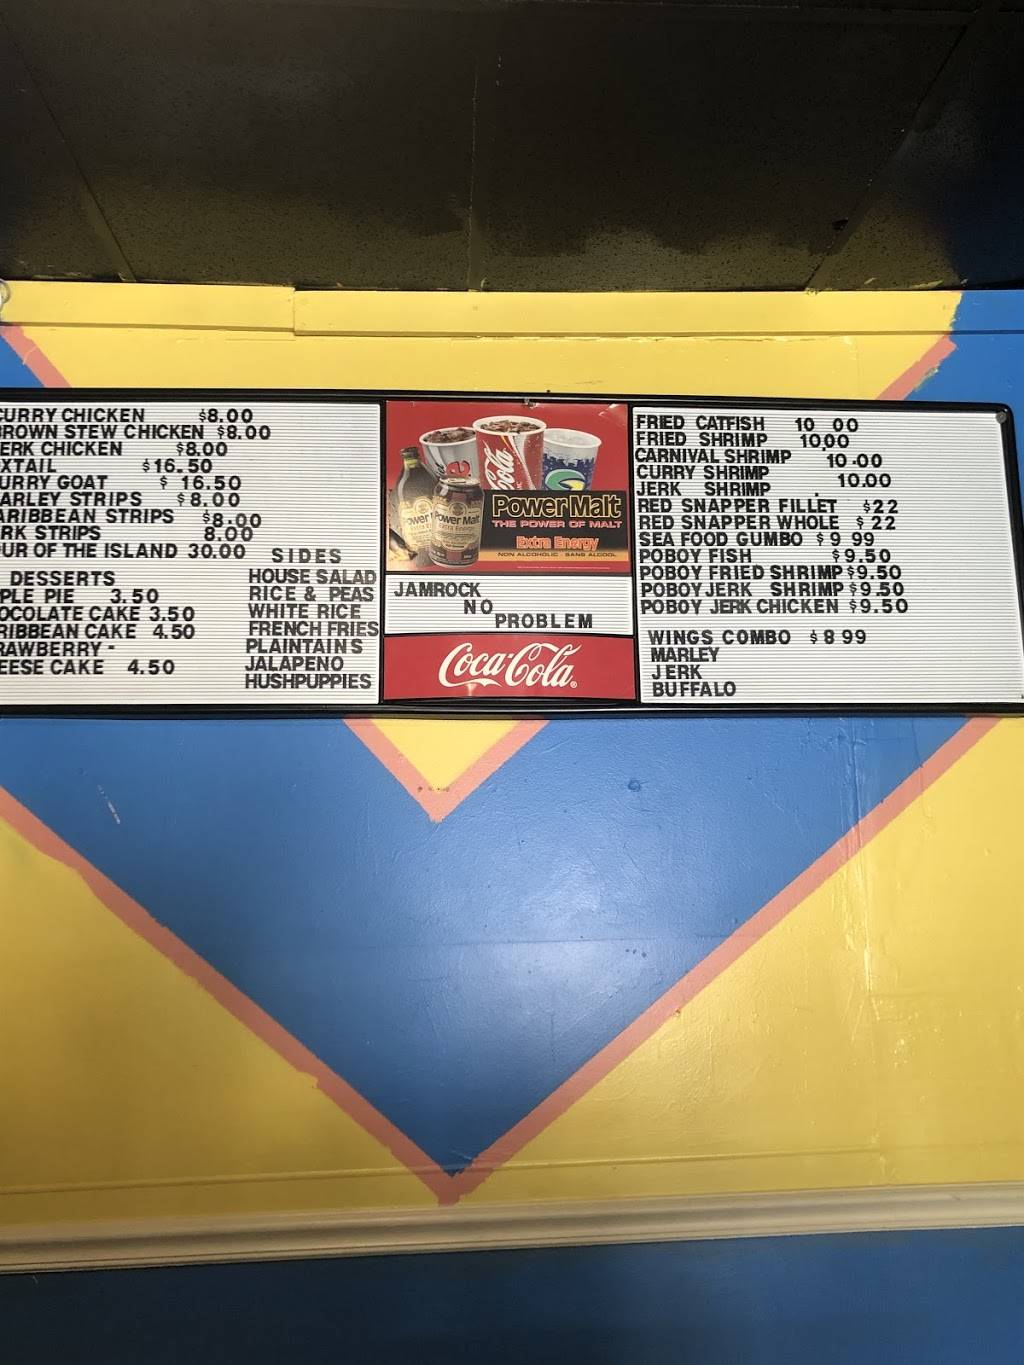 CURRY CHICKEN $8.00
BROWN STEW CHICKEN $8.00
ERK CHICKEN $8.00
XTAIL $16.50
URRY GOAT $ 16.50
ARLEY STRIPS $8.00
ARIBBEAN STRIPS $8.00
RK STRIPS 8.00
UR OF THE ISLAND 30.00
DESSERTS
PLE PIE 3.50
OCOLATE CAKE 3.50
RIBBEAN CAKE 4.50
RAWBERRY -
EESE CAKE 4.50
SIDES
HOUSE SALAD
RICE & PEAS
WHITE RICE
FRENCH FRIES
PLAINTAINS
JALAPENO
HUSHPUPPIES
Power Malt
THE POWER OF MALT
Extra Energy
NON ALCOHOLIC SANS ALCOOL
JAMROCK
NO
PROBLEM
Coca-Cola
FRIED CATFISH 10 00
FRIED SHRIMP 10.00
CARNIVAL SHRIMP 10.00
CURRY SHRIMP
JERK SHRIMP 10.00
RED SNAPPER FILLET $22
RED SNAPPER WHOLE $ 22
SEA FOOD GUMBO $ 9 99
POBOY FISH $9.50
POBOY FRIED SHRIMP $9.50
POBOY JERK SHRIMP $9.50
POBOY JERK CHICKEN $9.50
WINGS COMBO $8 99
MARLEY
JERK
BUFFALO